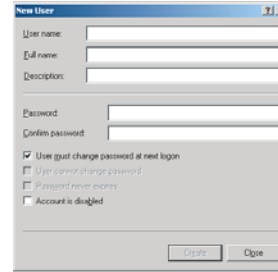 New User
User name:
Full name:
Description:
Password:
Confirm password:
User must change password at next logon
User cannot change password
Password never expires
Account is disabled
Create Close